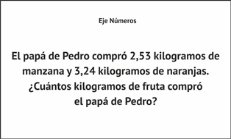 Eje Números
El papá de Pedro compró 2,53 kilogramos de
manzana y 3,24 kilogramos de naranjas.
¿Cuántos kilogramos de fruta compró
el papá de Pedro?